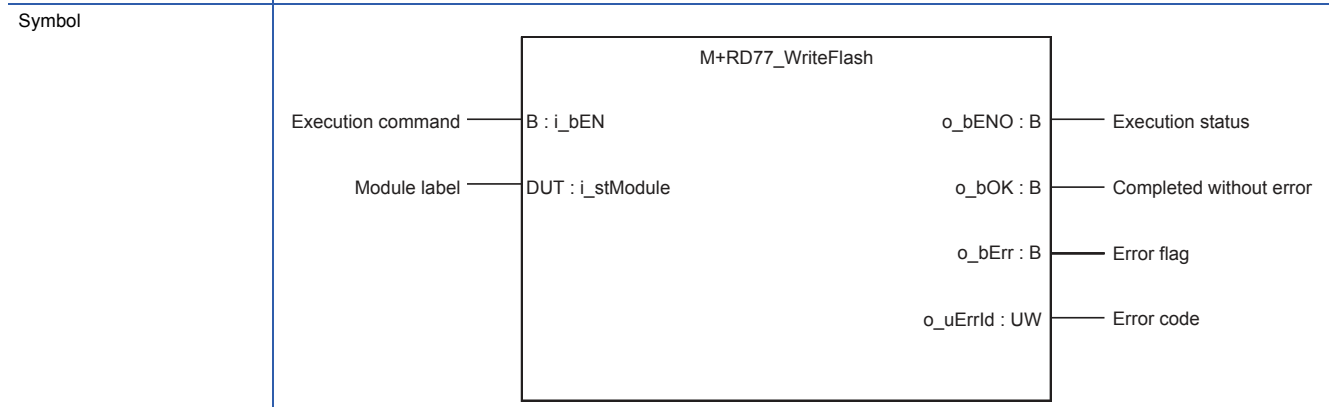 Symbol
M+RD77_WriteFlash
Execution command B : i_bEN o_bENO : B Execution status
Module label DUT : i_stModule o_bOK : B Completed without error
o_bErr : B Error flag
o_uErrId : UW Error code